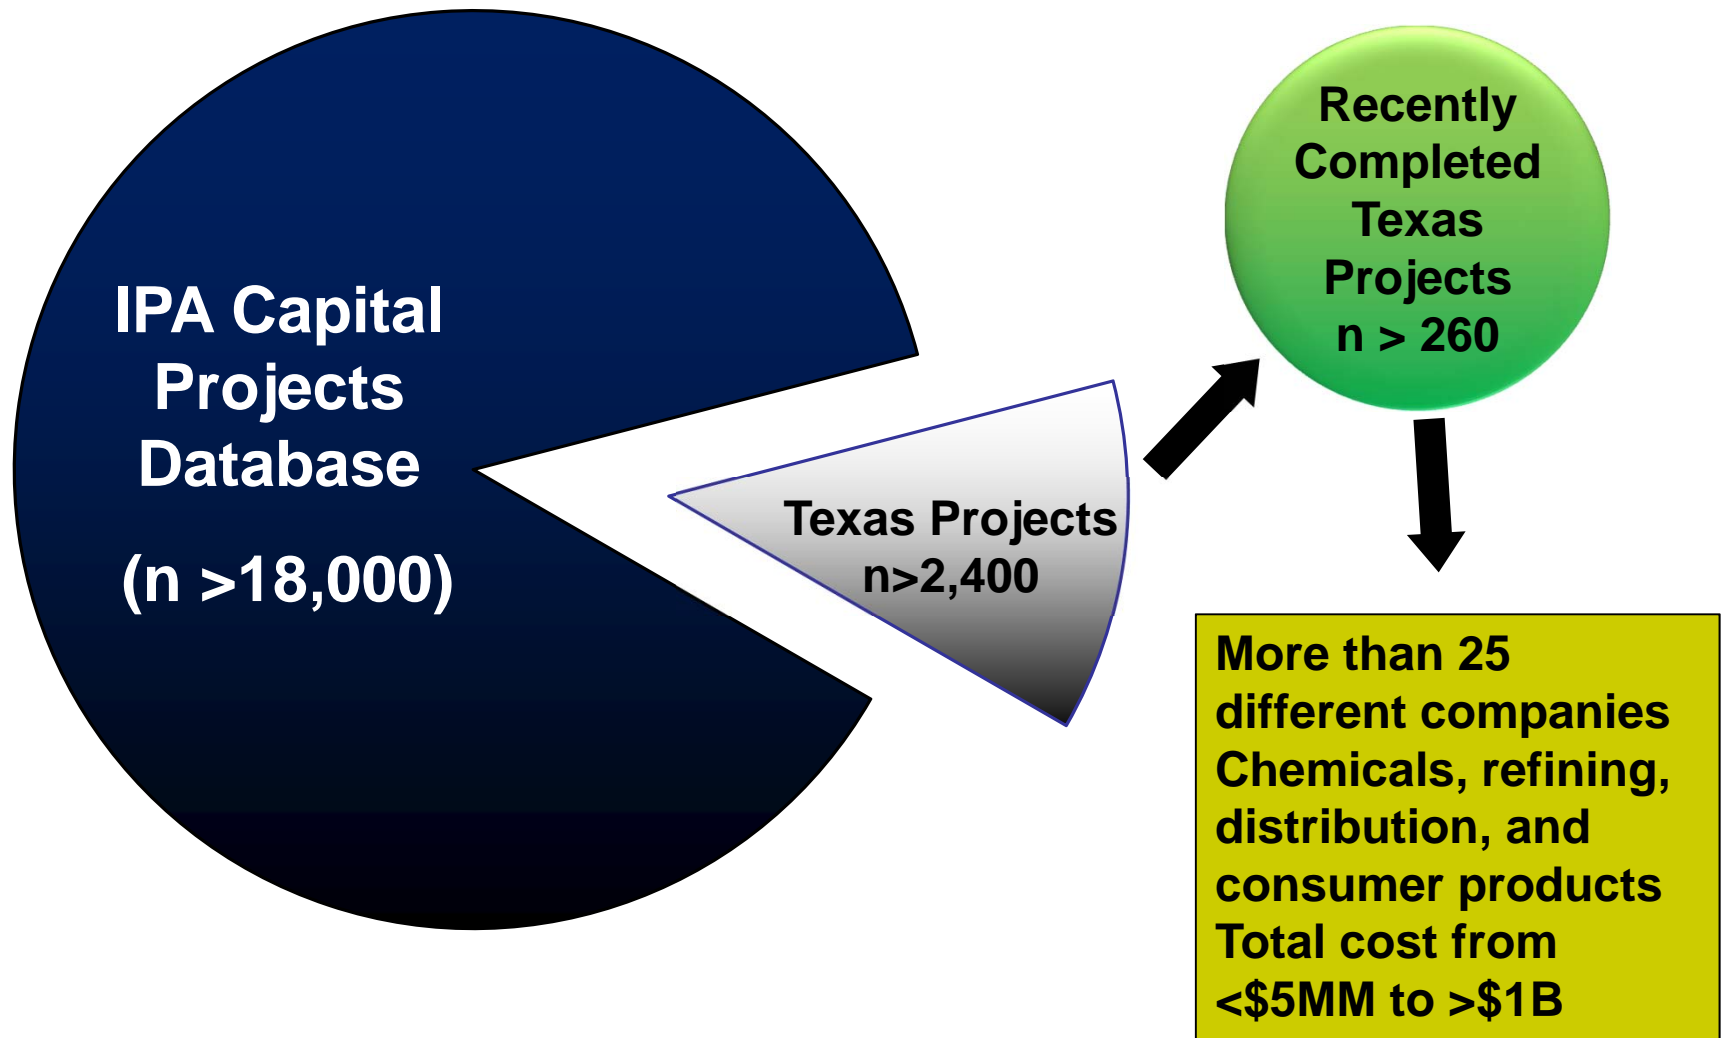 IPA Capital
Projects
Database
(n >18,000)
Texas Projects
n>2,400
Recently
Completed
Texas
Projects
n > 260
More than 25
different companies
Chemicals, refining,
distribution, and
consumer products
Total cost from
<$5MM to >$1B